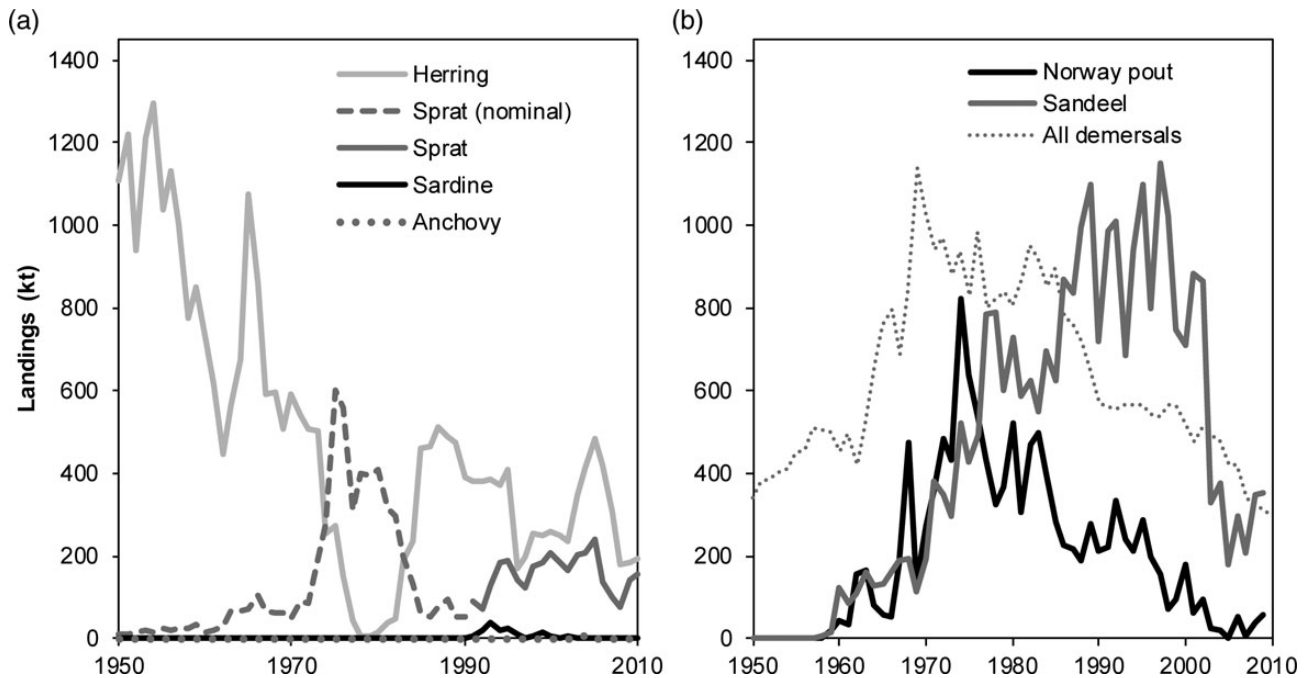 (a)
1400
1200
1000
800
600
400
200
0
Landings (kt)
1950 1970 1990 2010
Herring
Sprat (nominal)
Sprat
Sardine
Anchovy
(b)
1400
1200
1000
800
600
400
200
0
1950 1960 1970 1980 1990 2000 2010
Norway pout
Sandeel
All demersals